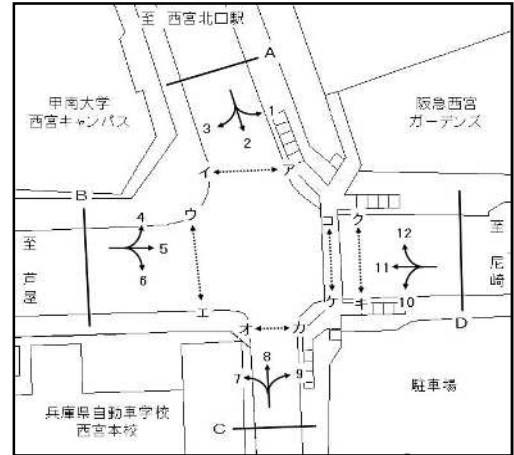 至 西宮北口駅
A
甲南大学
西宮キャンパス
阪急西宮
ガーデンズ
1
2
3
イ
ア
B
ウ
コ
ク
D
4
5
6
至
芦
屋
12
11
10
至
尼
崎
エ
ケ
キ
オ
カ
7
8
9
C
兵庫県自動車学校
西宮本校
駐車場